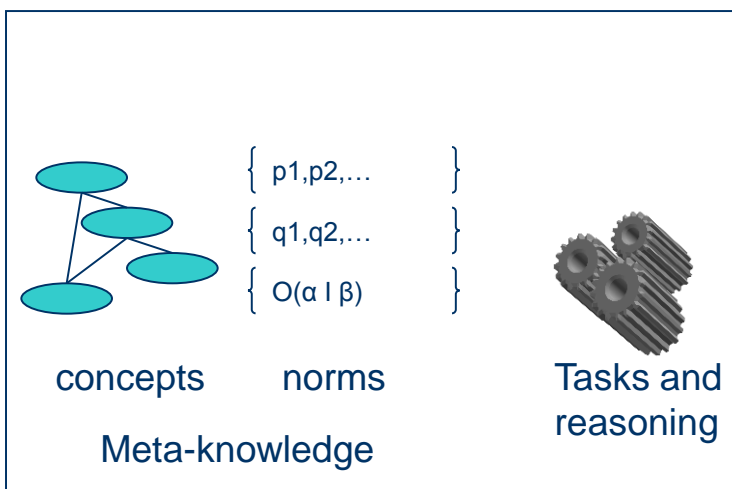 { p1,p2,… }
{ q1,q2,… }
{ O(α I β) }
concepts norms Tasks and
reasoning
Meta-knowledge